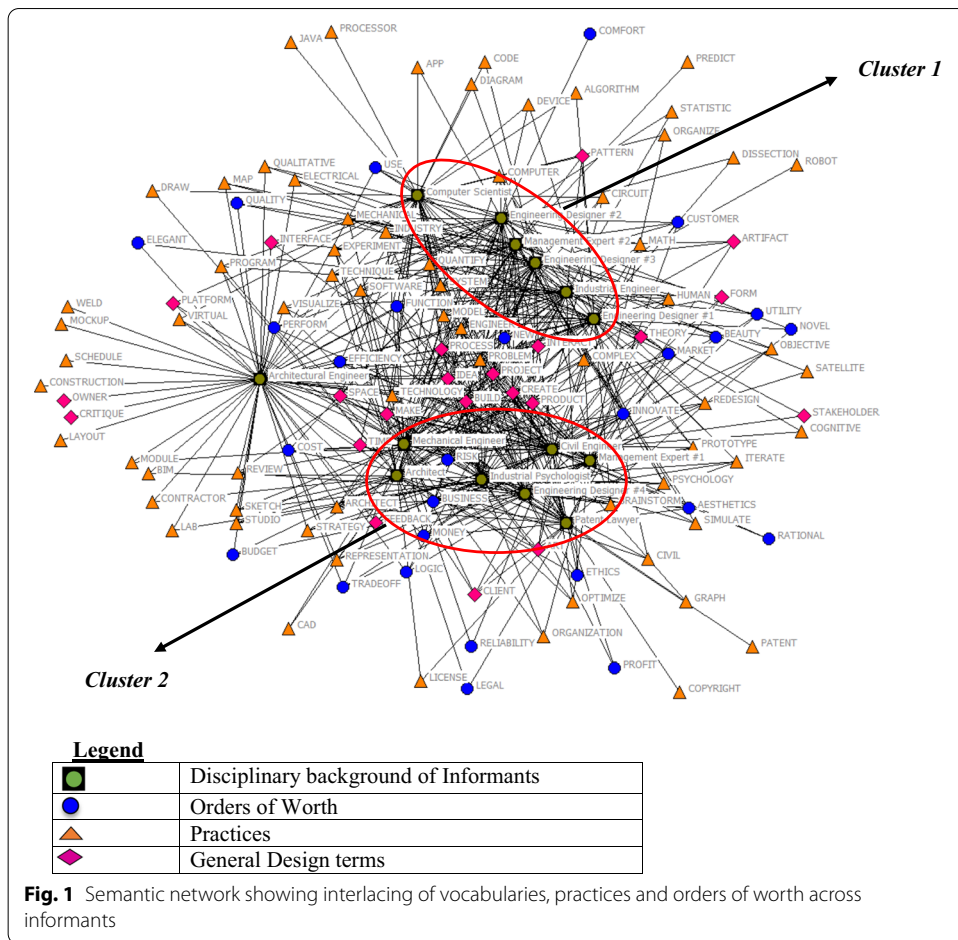 PROCESSOR
JAVA
COMFORT
CODE
APP
PREDICT
Cluster 1
DIAGRAM
ALGORITHM
DEVICE
STATISTIC
ORGANIZE
PATTERN
DISSECTION
USE
QUALITATIVE
COMPUTER
ROBOT
MAP
ELECTRICAL
DRAW
Computer Scientist
CIRCUIT
QUALITY
MECHANICAL
Engineering Designer #2
CUSTOMER
INDUSTRY
ELEGANT
INTERFACE
EXPERIMENT
Management Expert #2
MATH
ARTIFACT
PROGRAM
QUANTIFY
Engineering Designer #3
TECHNIQUE
SYSTEM
SOFTWARE
Industrial Engineer
HUMAN
FORM
WELD
PLATFORM
VISUALIZE
FUNCTION
UTILITY
MOCKUP
VIRTUAL
MODEL
Engineering Designer #1
PERFORM
ENGINEER
NEW
THEORY
BEAUTY
NOVEL
INTERACT
PROCESS
MARKET
OBJECTIVE
SCHEDULE
EFFICIENCY
PROBLEM
COMPLEX
Architectural Engineer
IDEA
PROJECT
SATELLITE
CONSTRUCTION
SPACE
TECHNOLOGY
CREATE
OWNER
BUILD
PRODUCT
REDESIGN
CRITIQUE
MAKE
INNOVATE
STAKEHOLDER
LAYOUT
TIME
Mechanical Engineer
COGNITIVE
COST
Civil Engineer
PROTOTYPE
MODULE
RISK
Management Expert #1
ITERATE
BIM
REVIEW
Architect
Industrial Psychologist
PSYCHOLOGY
CONTRACTOR
SKETCH
ARCHITECT
BUSINESS
Engineering Designer #4
BRAINSTORM
AESTHETICS
LAB
STUDIO
STRATEGY
FEEDBACK
Patent Lawyer
SIMULATE
MONEY
RATIONAL
BUDGET
REPRESENTATION
CIVIL
LOGIC
ETHICS
TRADEOFF
CLIENT
OPTIMIZE
GRAPH
CAD
ORGANIZATION
RELIABILITY
PATENT
PROFIT
Cluster 2
LICENSE
LEGAL
COPYRIGHT
Legend
Disciplinary background of Informants
Orders of Worth
Practices
General Design terms
Fig. 1 Semantic network showing interlacing of vocabularies, practices and orders of worth across
informants